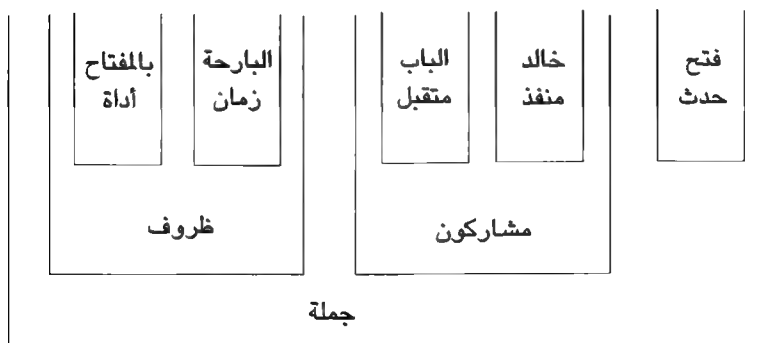 فتح
حدث
خالد
منفذ
الباب
متقبل
البارحة
زمان
بالمفتاح
أداة
مشاركون
ظروف
جملة